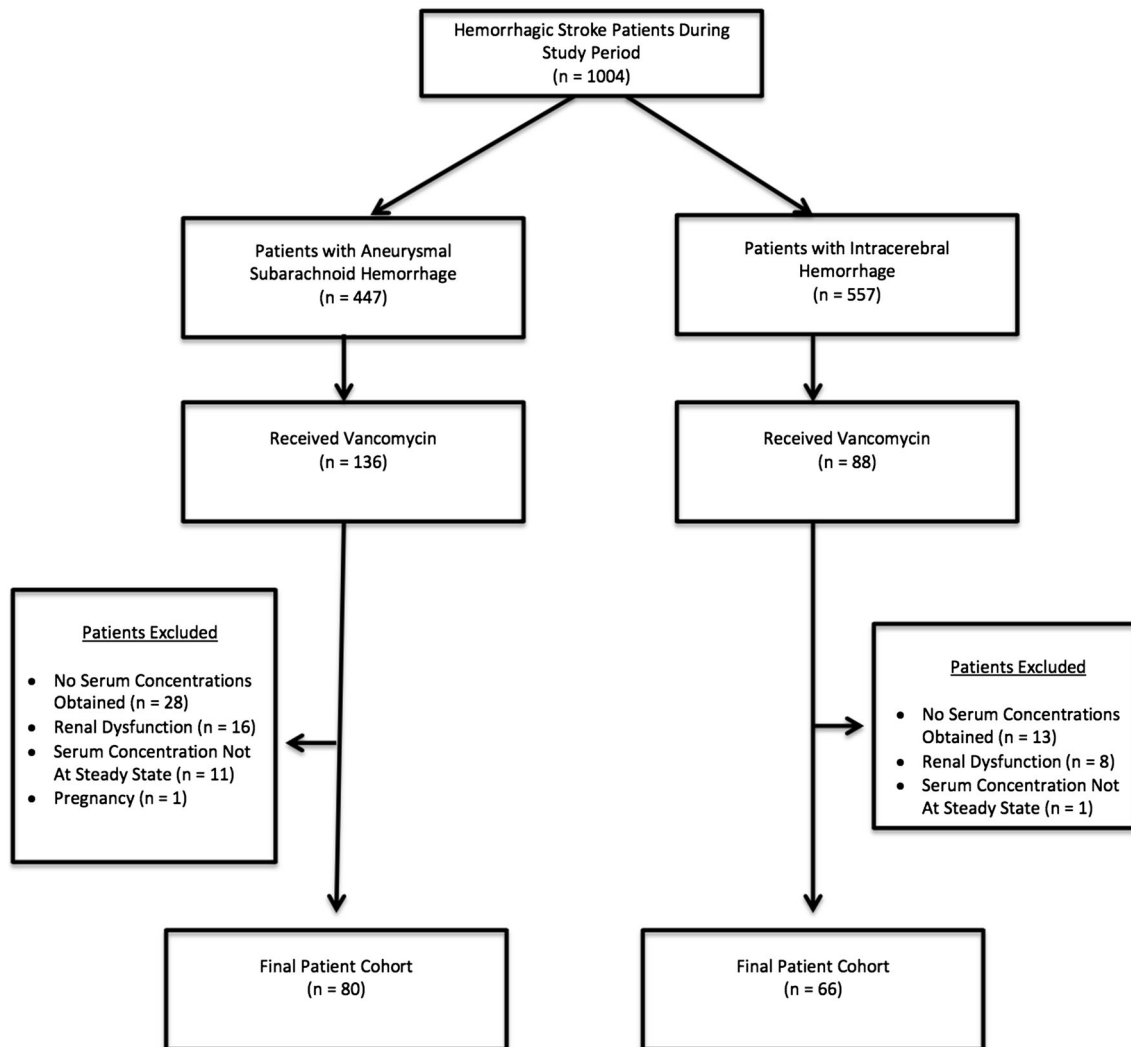 Hemorrhagic Stroke Patients During
Study Period
(n = 1004)
Patients with Aneurysmal
Subarachnoid Hemorrhage
(n = 447)
Patients with Intracerebral
Hemorrhage
(n = 557)
Received Vancomycin
(n = 136)
Received Vancomycin
(n = 88)
Patients Excluded
• No Serum Concentrations
Obtained (n = 28)
• Renal Dysfunction (n = 16)
• Serum Concentration Not
At Steady State (n = 11)
• Pregnancy (n = 1)
Patients Excluded
• No Serum Concentrations
Obtained (n = 13)
• Renal Dysfunction (n = 8)
• Serum Concentration Not
At Steady State (n = 1)
Final Patient Cohort
(n = 80)
Final Patient Cohort
(n = 66)